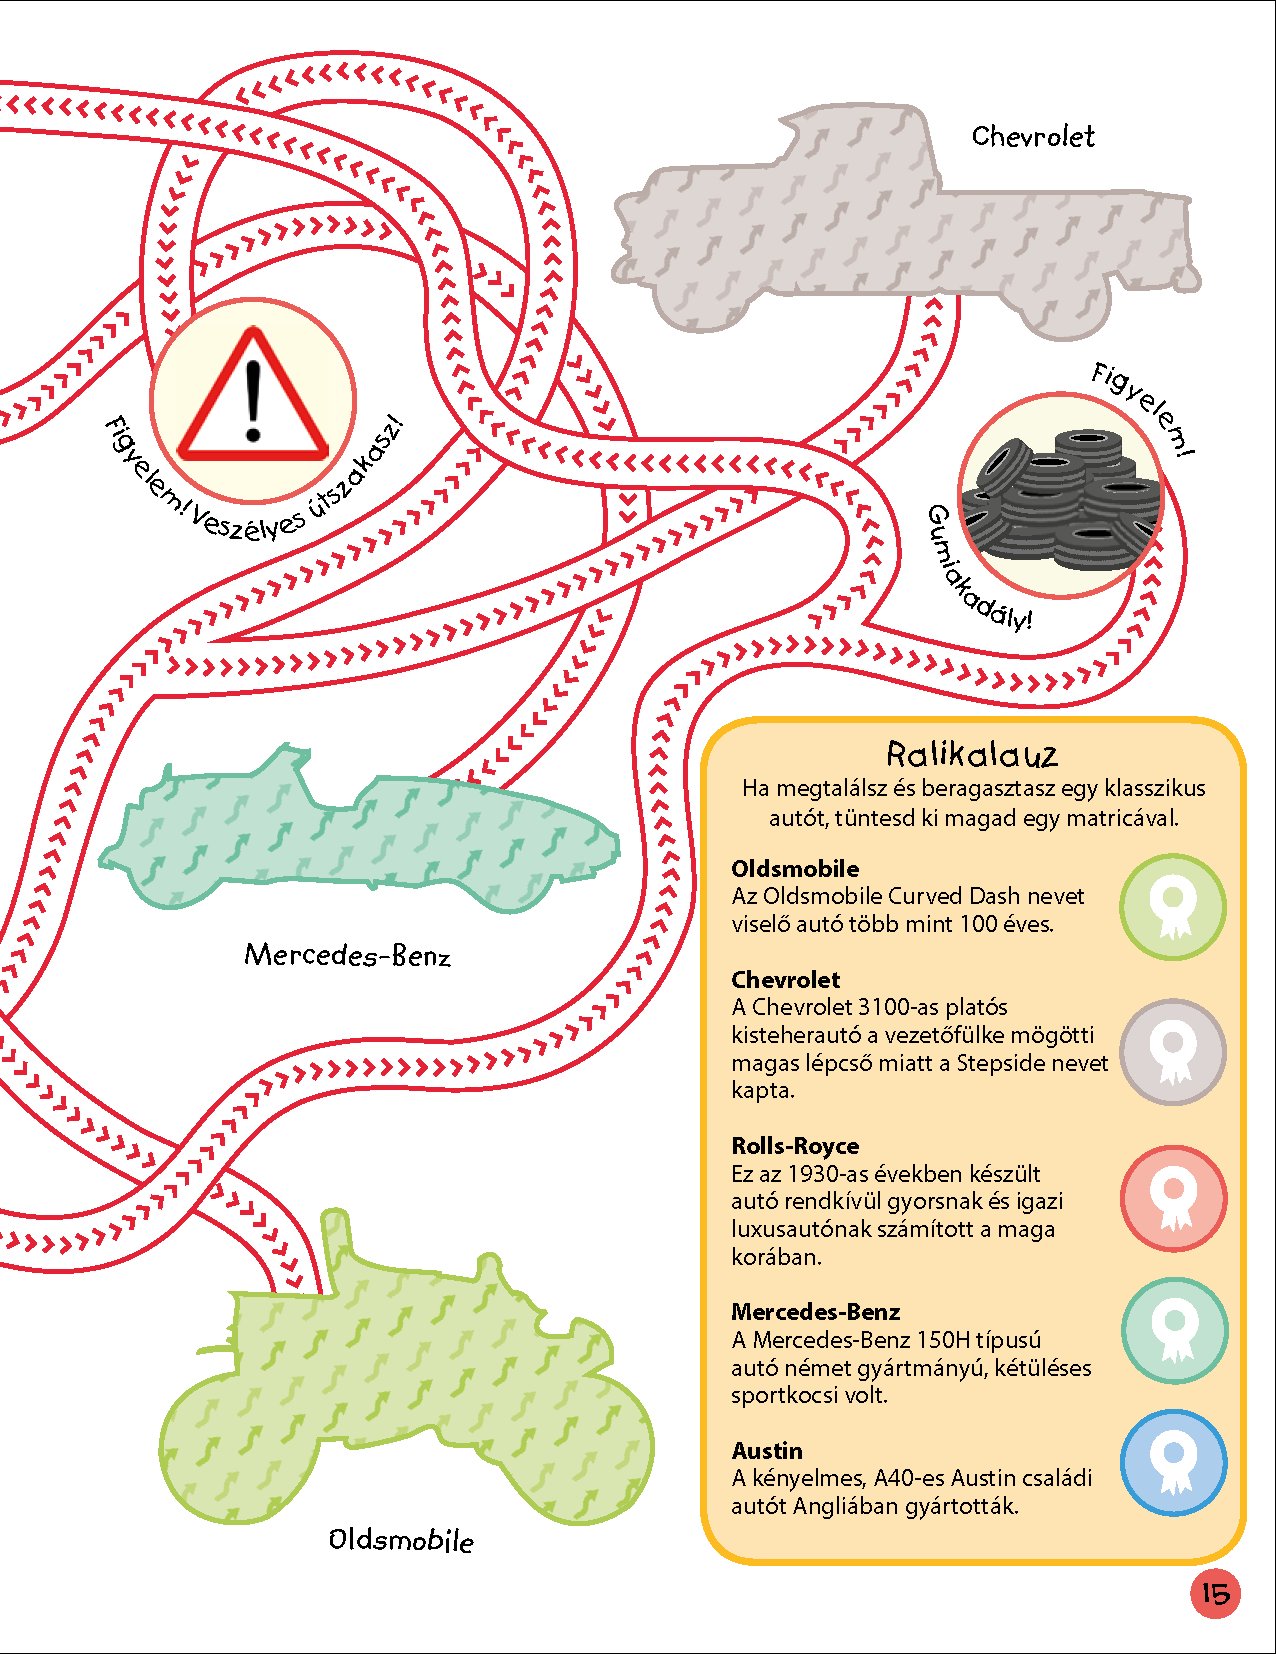 Chevrolet
Figyelem!
Gumiakadály!
Figyelem! Veszélyes útszakasz!
Mercedes-Benz
Oldsmobile
Ralikalauz
Ha megtalálsz és beragasztasz egy klasszikus
autót, tüntesd ki magad egy matricával.
Oldsmobile
Az Oldsmobile Curved Dash nevet
viselő autó több mint 100 éves.
Chevrolet
A Chevrolet 3100-as platós
kisteherautó a vezetőfülke mögötti
magas lépcső miatt a Stepside nevet
kapta.
Rolls-Royce
Ez az 1930-as években készült
autó rendkívül gyorsnak és igazi
luxusautónak számított a maga
korában.
Mercedes-Benz
A Mercedes-Benz 150H típusú
autó német gyártmányú, kétüléses
sportkocsi volt.
Austin
A kényelmes, A40-es Austin családi
autót Angliában gyártották.
15